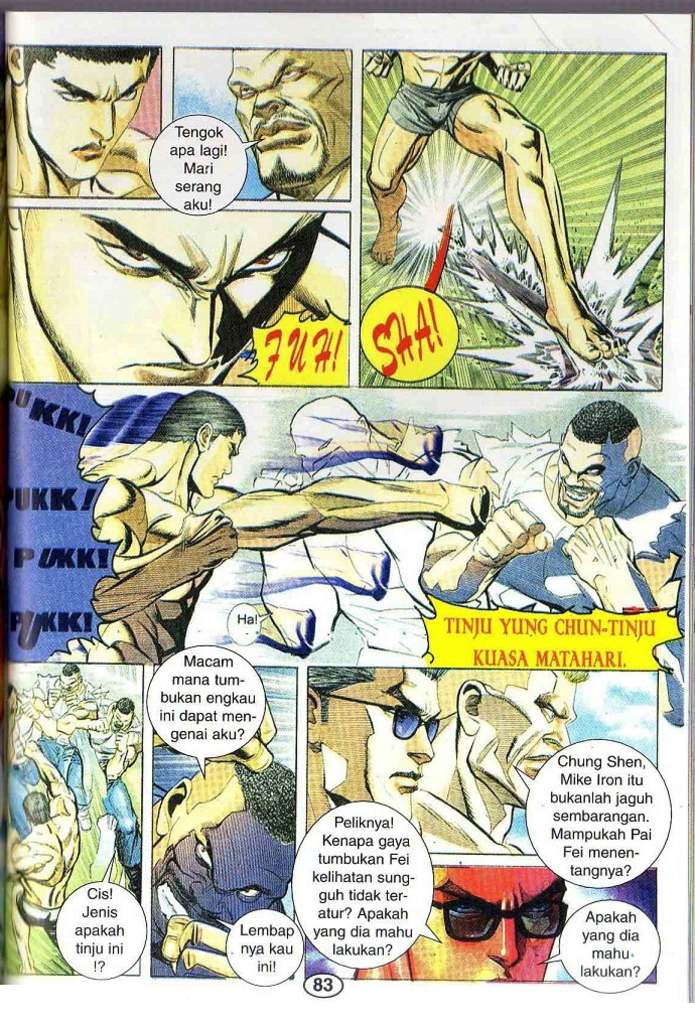 Tengok
apa lagi!
Mari
serang
aku!
FUH!
SHA!
PUKK!
PUKK!
PUKK!
Ha!
TINJU YUNG CHUN-TINJU
KUASA MATAHARI.
Macam
mana tum-
bukan engkau
ini dapat men-
genai aku?
Cis!
Jenis
apakah
tinju ini
!?
Lembap
nya kau
ini!
Chung Shen,
Mike Iron itu
bukanlah jaguh
sembarangan.
Mampukah Pai
Fei menen-
tangnya?
Peliknya!
Kenapa gaya
tumbukan Fei
kelihatan sung-
guh tidak ter-
atur? Apakah
yang dia mahu
lakukan?
Apakah
yang dia
mahu
lakukan?
83